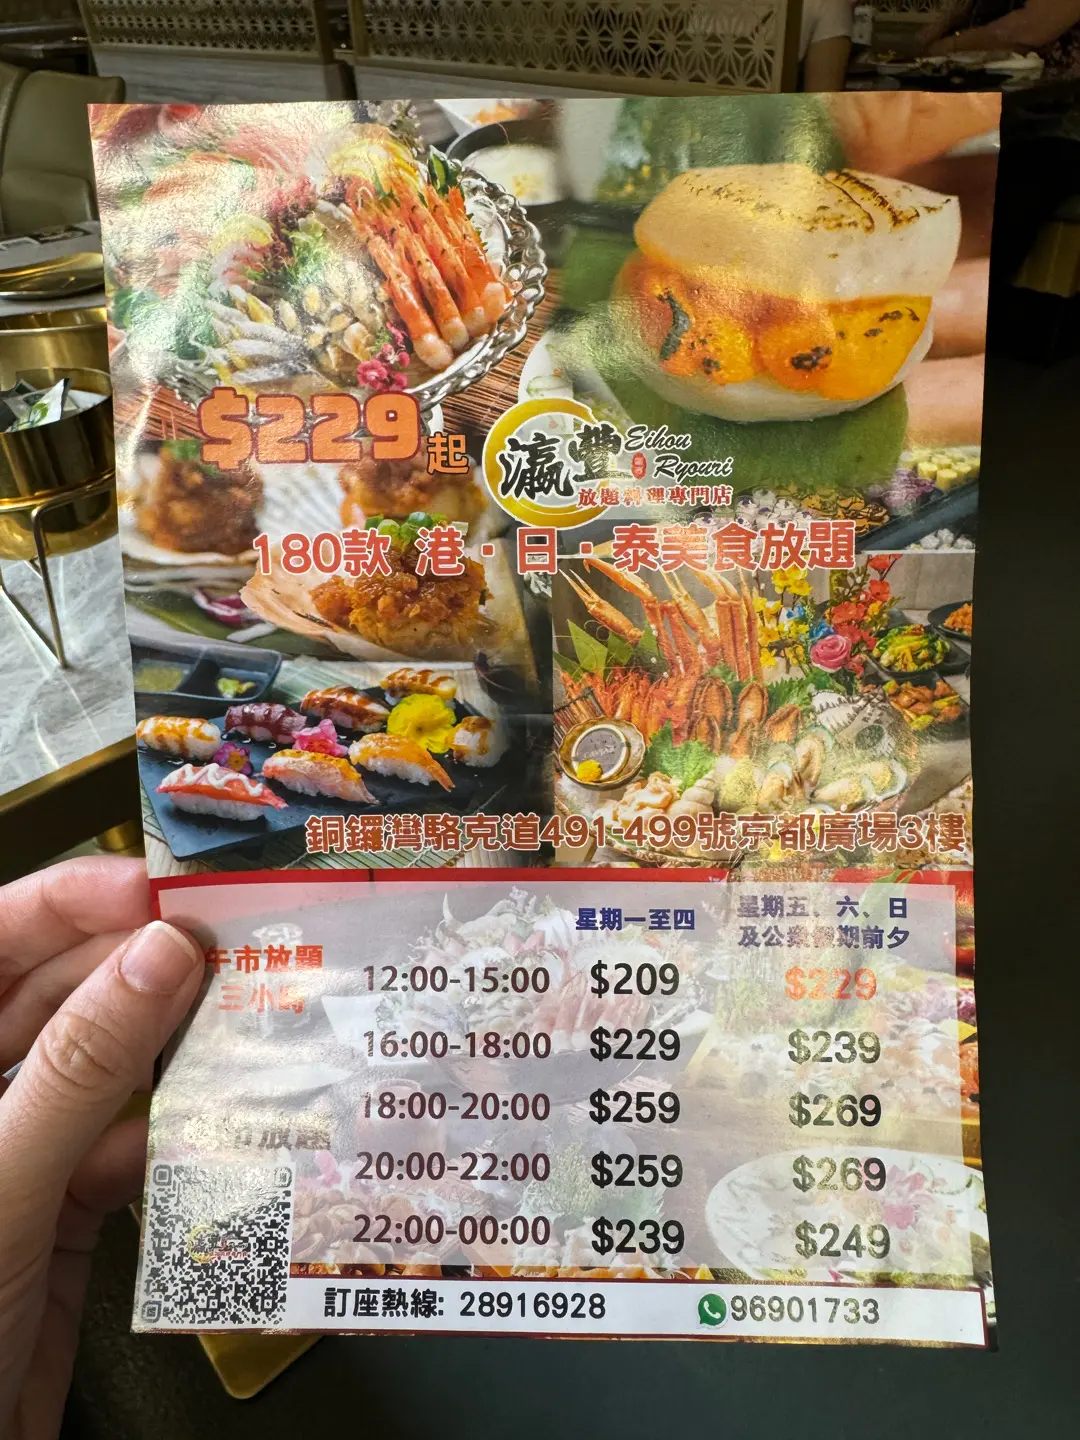 $229起
瀛豐
Eihou
Ryouri
放題料理專門店
180款 港·日·泰美食放題
銅鑼灣駱克道491-499號京都廣場3樓
星期一至四
星期五、六、日
及公眾假期前夕
午市放題
三小時
12:00-15:00 $209 $229
16:00-18:00 $229 $239
18:00-20:00 $259 $269
放題
20:00-22:00 $259 $269
22:00-00:00 $239 $249
訂座熱線: 28916928
96901733